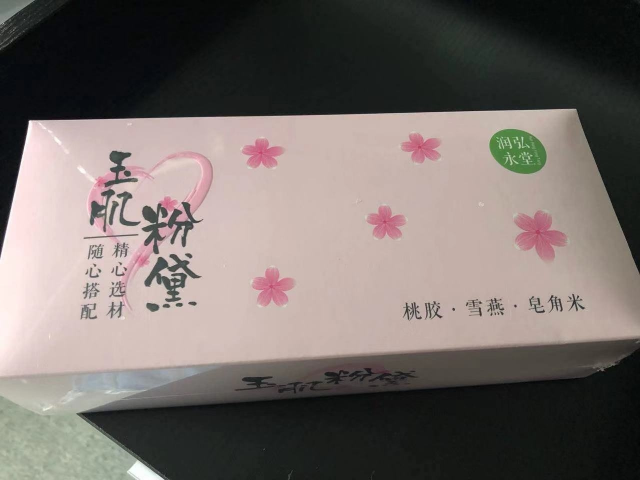 玉肌
粉黛
精心选材
随心搭配
润弘
永堂
桃胶·雪燕·皂角米
玉肌粉黛